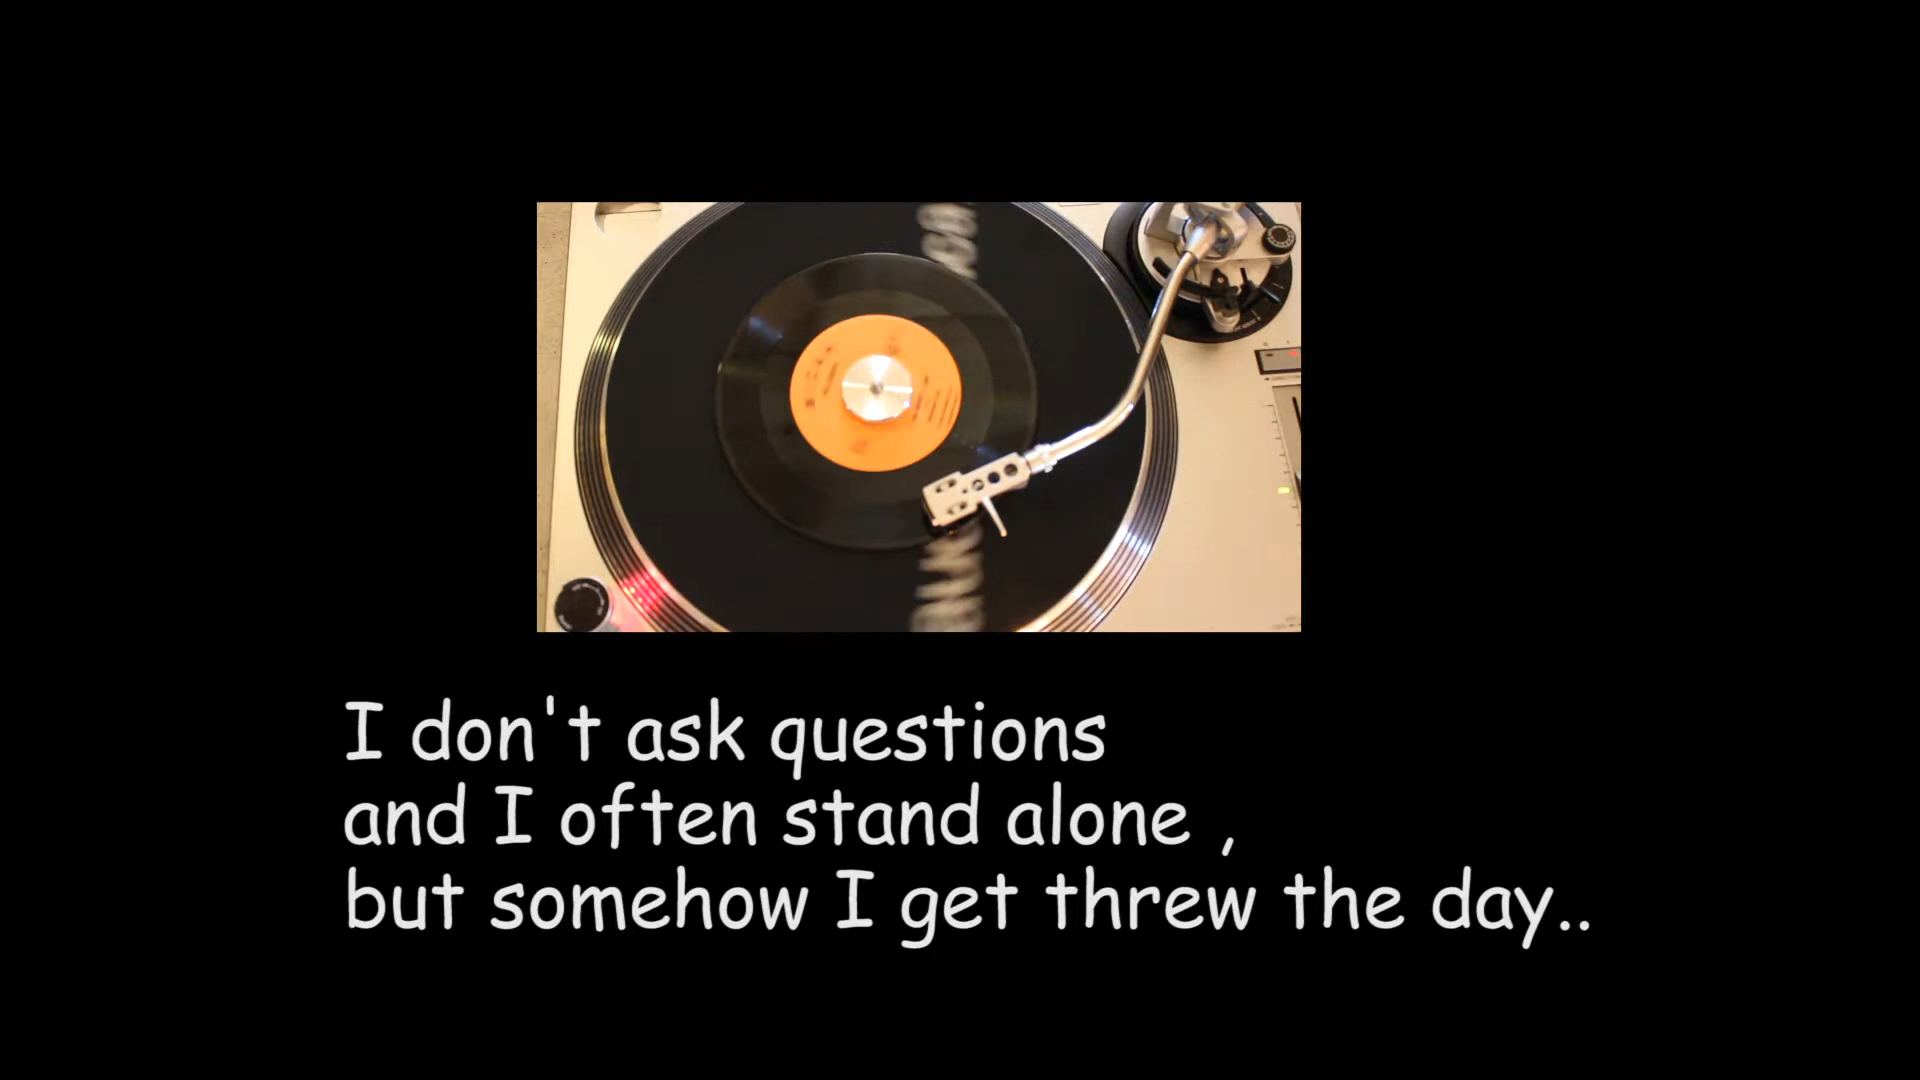 I don't ask questions
and I often stand alone ,
but somehow I get threw the day..